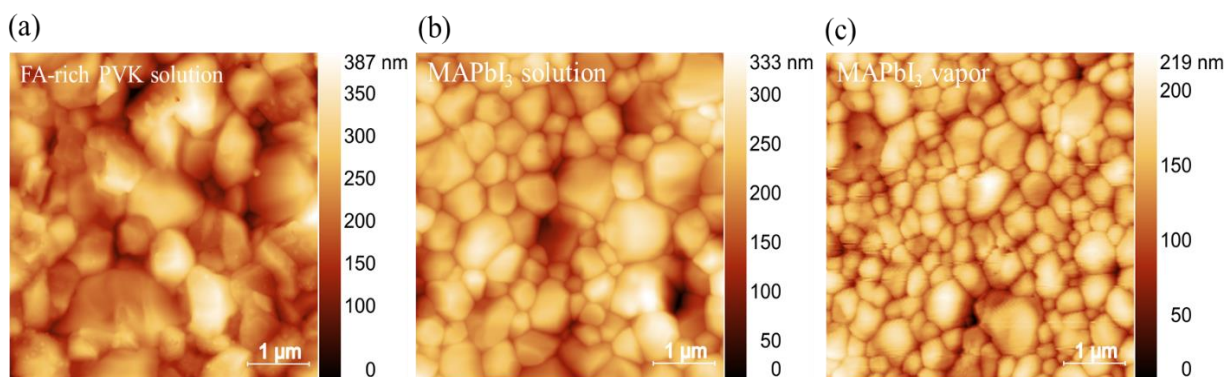 (a)
FA-rich PVK solution
387 nm
350
300
250
200
150
100
0
1 µm
(b)
MAPbI₃ solution
333 nm
300
250
200
150
100
50
0
1 µm
(c)
MAPbI₃ vapor
219 nm
200
150
100
50
0
1 µm